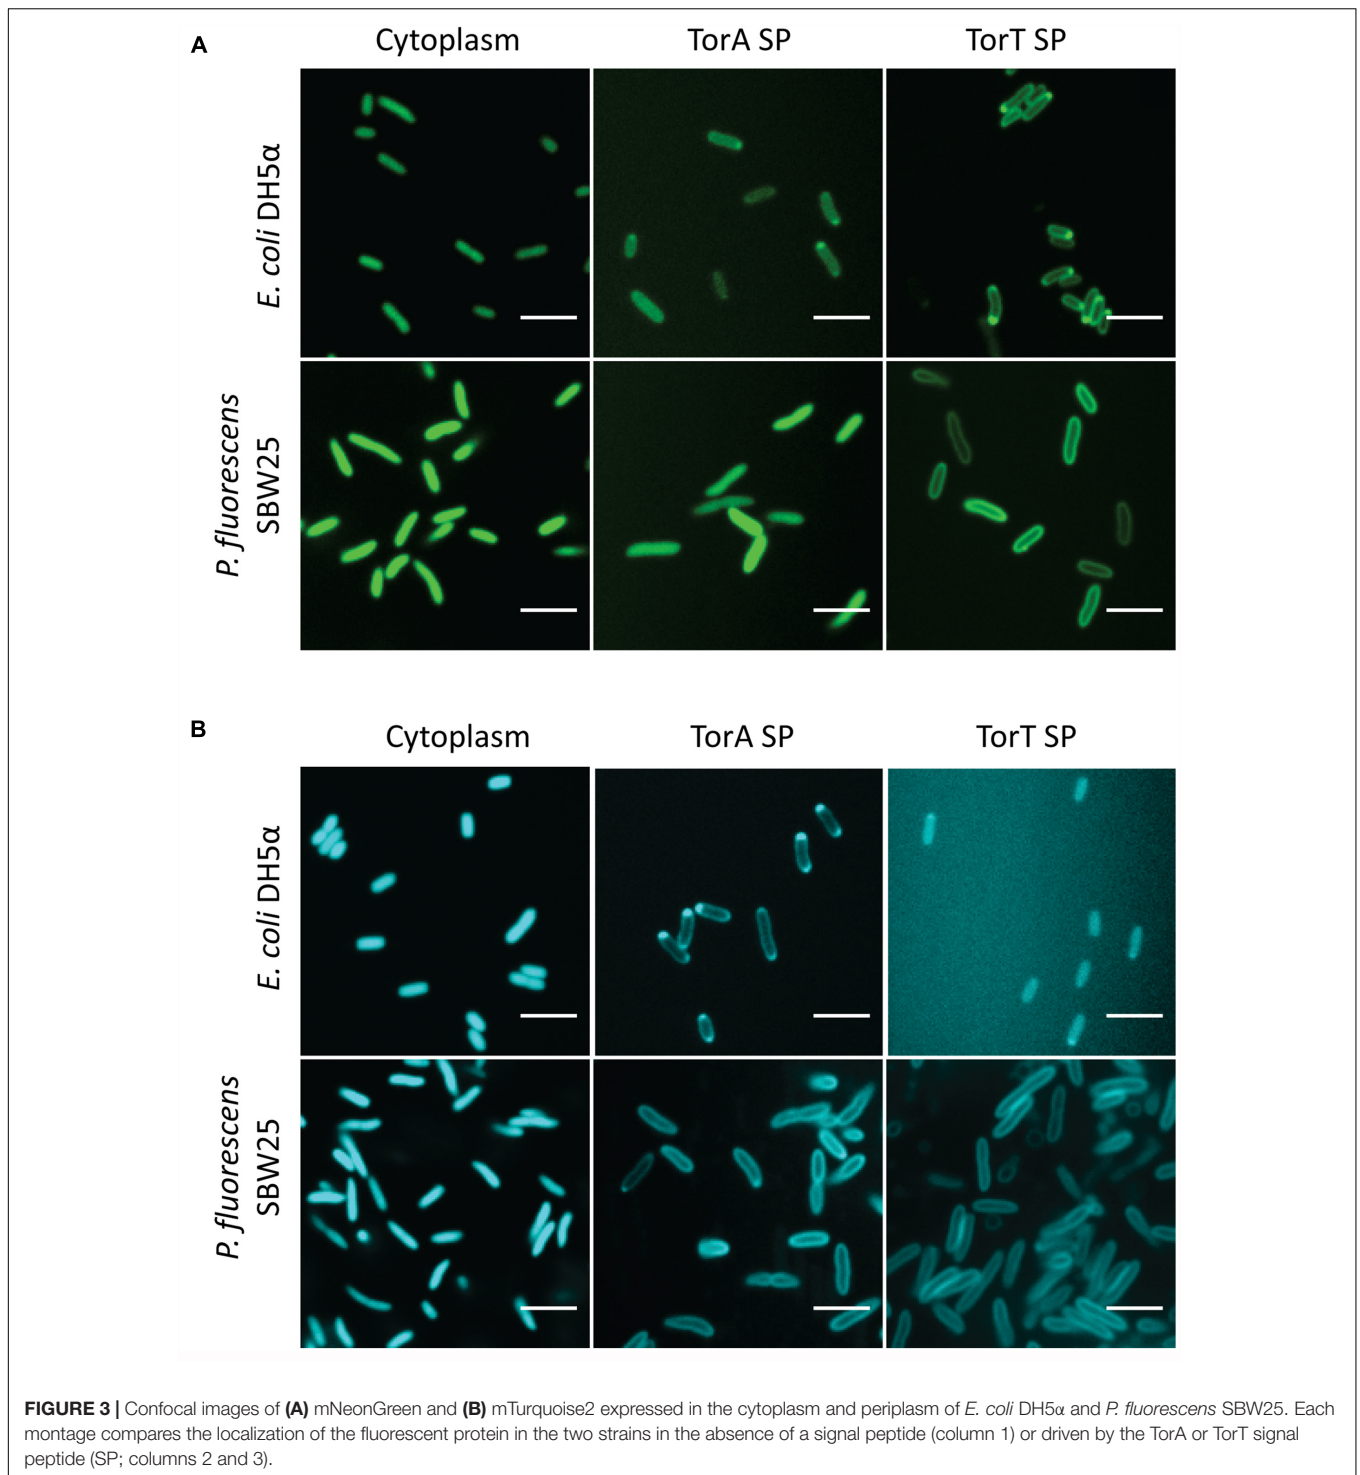 A
Cytoplasm
TorA SP
TorT SP
E. coli DH5α
P. fluorescens
SBW25
B
Cytoplasm
TorA SP
TorT SP
E. coli DH5α
P. fluorescens
SBW25
FIGURE 3 | Confocal images of (A) mNeonGreen and (B) mTurquoise2 expressed in the cytoplasm and periplasm of E. coli DH5α and P. fluorescens SBW25. Each
montage compares the localization of the fluorescent protein in the two strains in the absence of a signal peptide (column 1) or driven by the TorA or TorT signal
peptide (SP; columns 2 and 3).